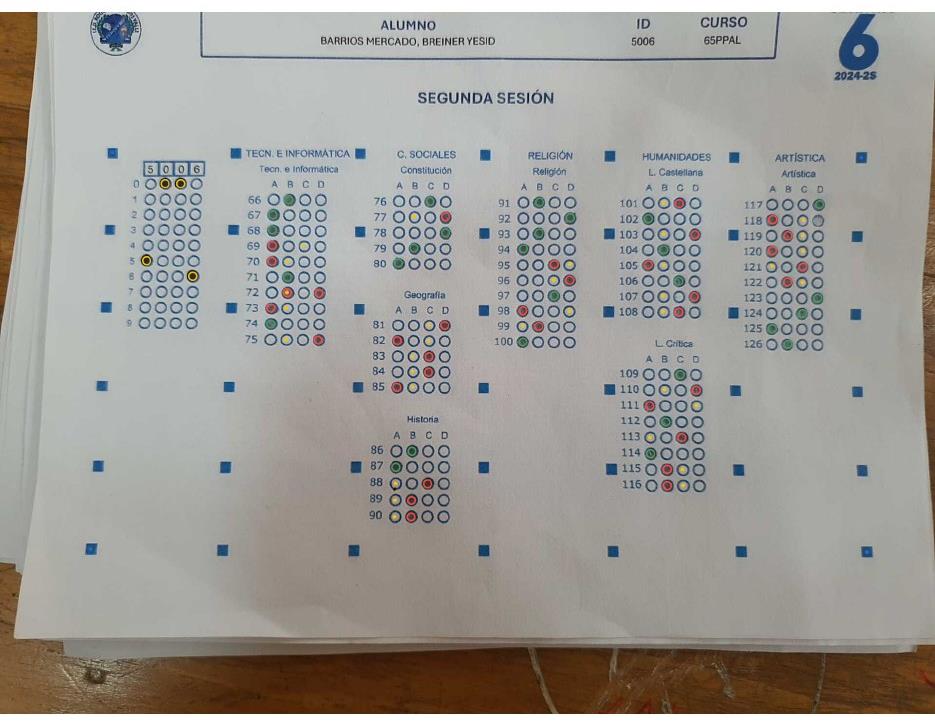 ALUMNO ID CURSO
BARRIOS MERCADO, BREINER YESID 5006 65PPAL
6
2024-2S
SEGUNDA SESIÓN
5 0 0 6
0
1
2
3
4
5
6
7
8
9
TECN. E INFORMÁTICA
Tecn. e Informática
A B C D
66
67
68
69
70
71
72
73
74
75
C. SOCIALES
Constitución
A B C D
76
77
78
79
80
Geografía
A B C D
81
82
83
84
85
Historia
A B C D
86
87
88
89
90
RELIGIÓN
Religión
A B C D
91
92
93
94
95
96
97
98
99
100
HUMANIDADES
L. Castellana
A B C D
101
102
103
104
105
106
107
108
L. Crítica
A B C D
109
110
111
112
113
114
115
116
ARTÍSTICA
Artística
A B C D
117
118
119
120
121
122
123
124
125
126